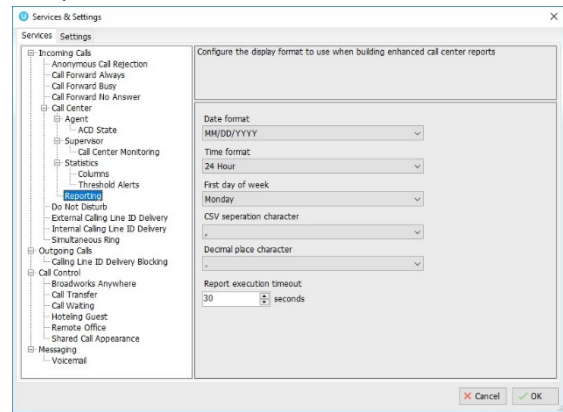 Services & Settings
Services Settings
Incoming Calls
Anonymous Call Rejection
Call Forward Always
Call Forward Busy
Call Forward No Answer
Call Center
Agent
ACD State
Supervisor
Call Center Monitoring
Statistics
Columns
Threshold Alerts
Reporting
Do Not Disturb
External Calling Line ID Delivery
Internal Calling Line ID Delivery
Simultaneous Ring
Outgoing Calls
Calling Line ID Delivery Blocking
Call Control
Broadworks Anywhere
Call Transfer
Call Waiting
Hoteling Guest
Remote Office
Shared Call Appearance
Messaging
Voicemail
Configure the display format to use when building enhanced call center reports
Date format
MM/DD/YYYY
Time format
24 Hour
First day of week
Monday
CSV seperation character
,
Decimal place character
.
Report execution timeout
30 seconds
Cancel OK